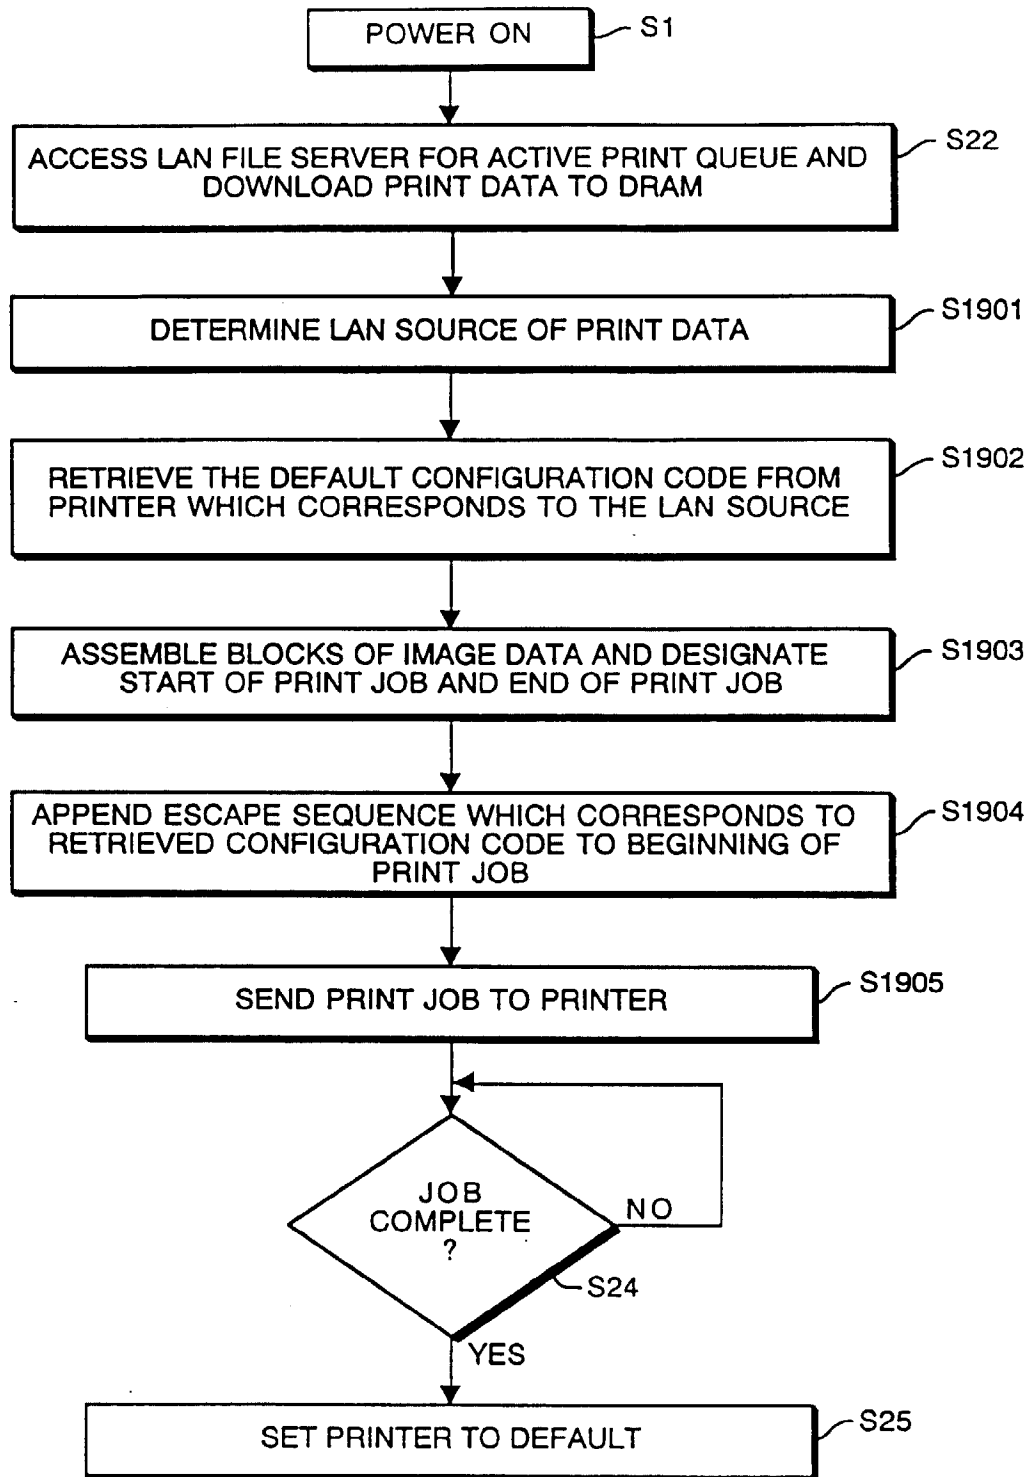 POWER ON
S1
ACCESS LAN FILE SERVER FOR ACTIVE PRINT QUEUE AND
DOWNLOAD PRINT DATA TO DRAM
S22
DETERMINE LAN SOURCE OF PRINT DATA
S1901
RETRIEVE THE DEFAULT CONFIGURATION CODE FROM
PRINTER WHICH CORRESPONDS TO THE LAN SOURCE
S1902
ASSEMBLE BLOCKS OF IMAGE DATA AND DESIGNATE
START OF PRINT JOB AND END OF PRINT JOB
S1903
APPEND ESCAPE SEQUENCE WHICH CORRESPONDS TO
RETRIEVED CONFIGURATION CODE TO BEGINNING OF
PRINT JOB
S1904
SEND PRINT JOB TO PRINTER
S1905
JOB
COMPLETE
?
NO
S24
YES
SET PRINTER TO DEFAULT
S25